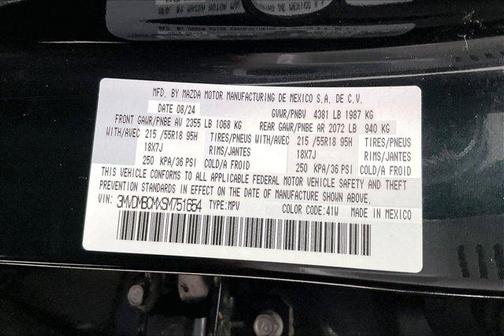 MFD. BY MAZDA MOTOR MANUFACTURING DE MEXICO S.A. DE C.V.
DATE 08/24 GVWR/PNBV 4381 LB 1987 KG
FRONT GAWR/PNBE AV 2355 LB 1068 KG REAR GAWR/PNBE AR 2072 LB 940 KG
WITH/AVEC 215/55R18 95H TIRES/PNEUS WITH/AVEC 215/55R18 95H TIRES/PNEUS
18X7J RIMS/JANTES 18X7J RIMS/JANTES
250 KPA/36 PSI COLD/A FROID 250 KPA/36 PSI COLD/A FROID
THIS VEHICLE CONFORMS TO ALL APPLICABLE FEDERAL MOTOR VEHICLE SAFETY AND THEFT
PREVENTION STANDARDS IN EFFECT ON THE DATE OF MANUFACTURE SHOWN ABOVE.
VIN: 3MVDMBCMXSM751654 TYPE:MPV COLOR CODE:41W MADE IN MEXICO